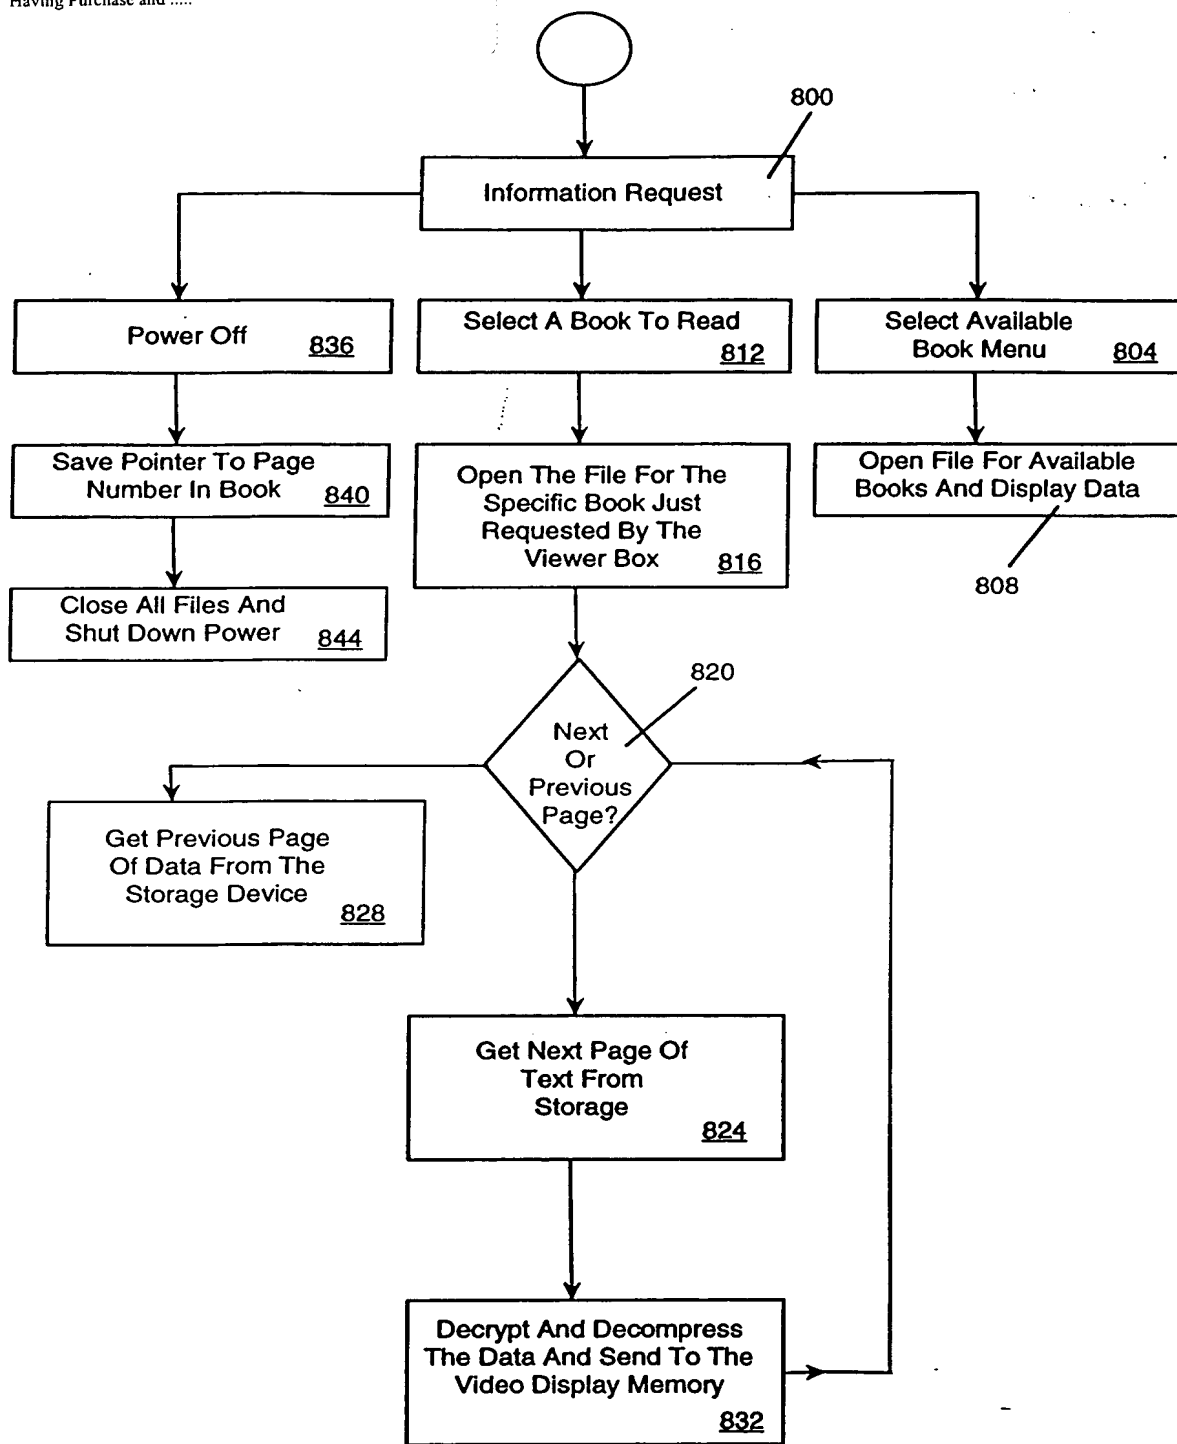 Having Purchase and .....
800
Information Request
Power Off 836
Select A Book To Read
812
Select Available
Book Menu 804
Save Pointer To Page
Number In Book 840
Open The File For The
Specific Book Just
Requested By The
Viewer Box 816
Open File For Available
Books And Display Data
808
Close All Files And
Shut Down Power 844
820
Next
Or
Previous
Page?
Get Previous Page
Of Data From The
Storage Device
828
Get Next Page Of
Text From
Storage
824
Decrypt And Decompress
The Data And Send To The
Video Display Memory
832